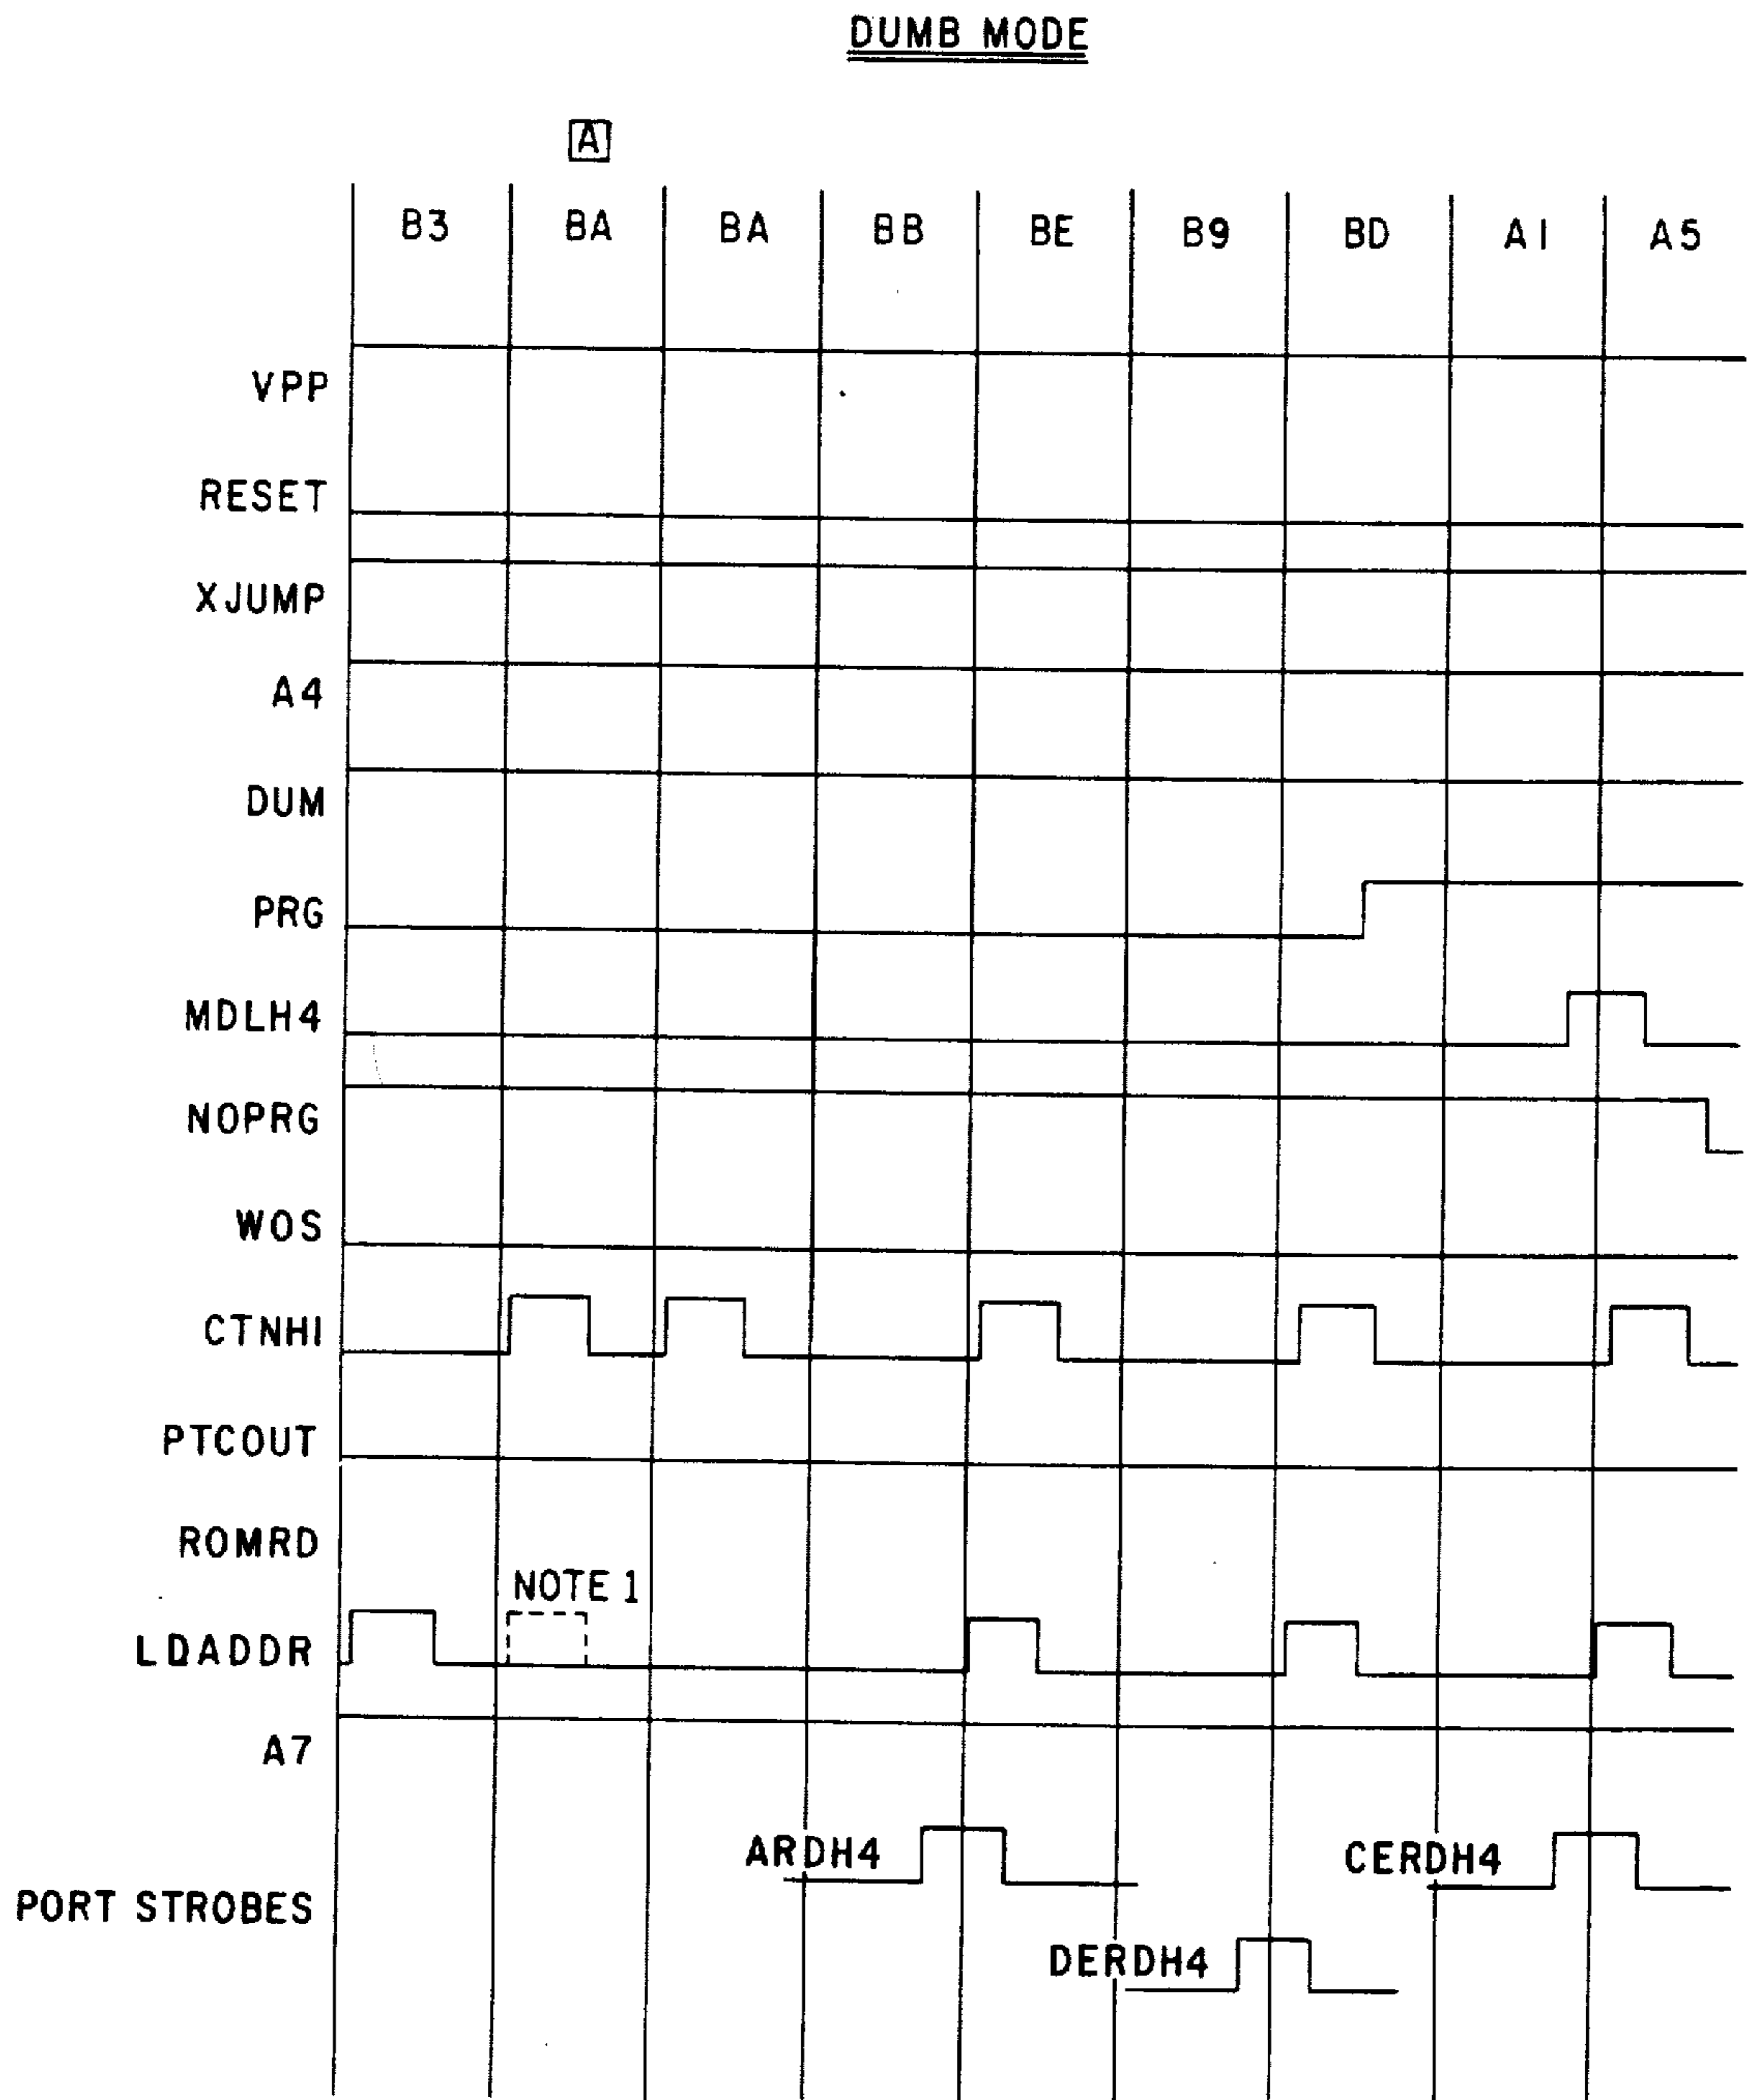 DUMB MODE
A
B3 BA BA BB BE B9 BD A1 A5
VPP
RESET
XJUMP
A4
DUM
PRG
MDLH4
NOPRG
WOS
CTNHI
PTCOUT
ROMRD
NOTE 1
LDADDR
A7
ARDH4
CERDH4
PORT STROBES
DERDH4